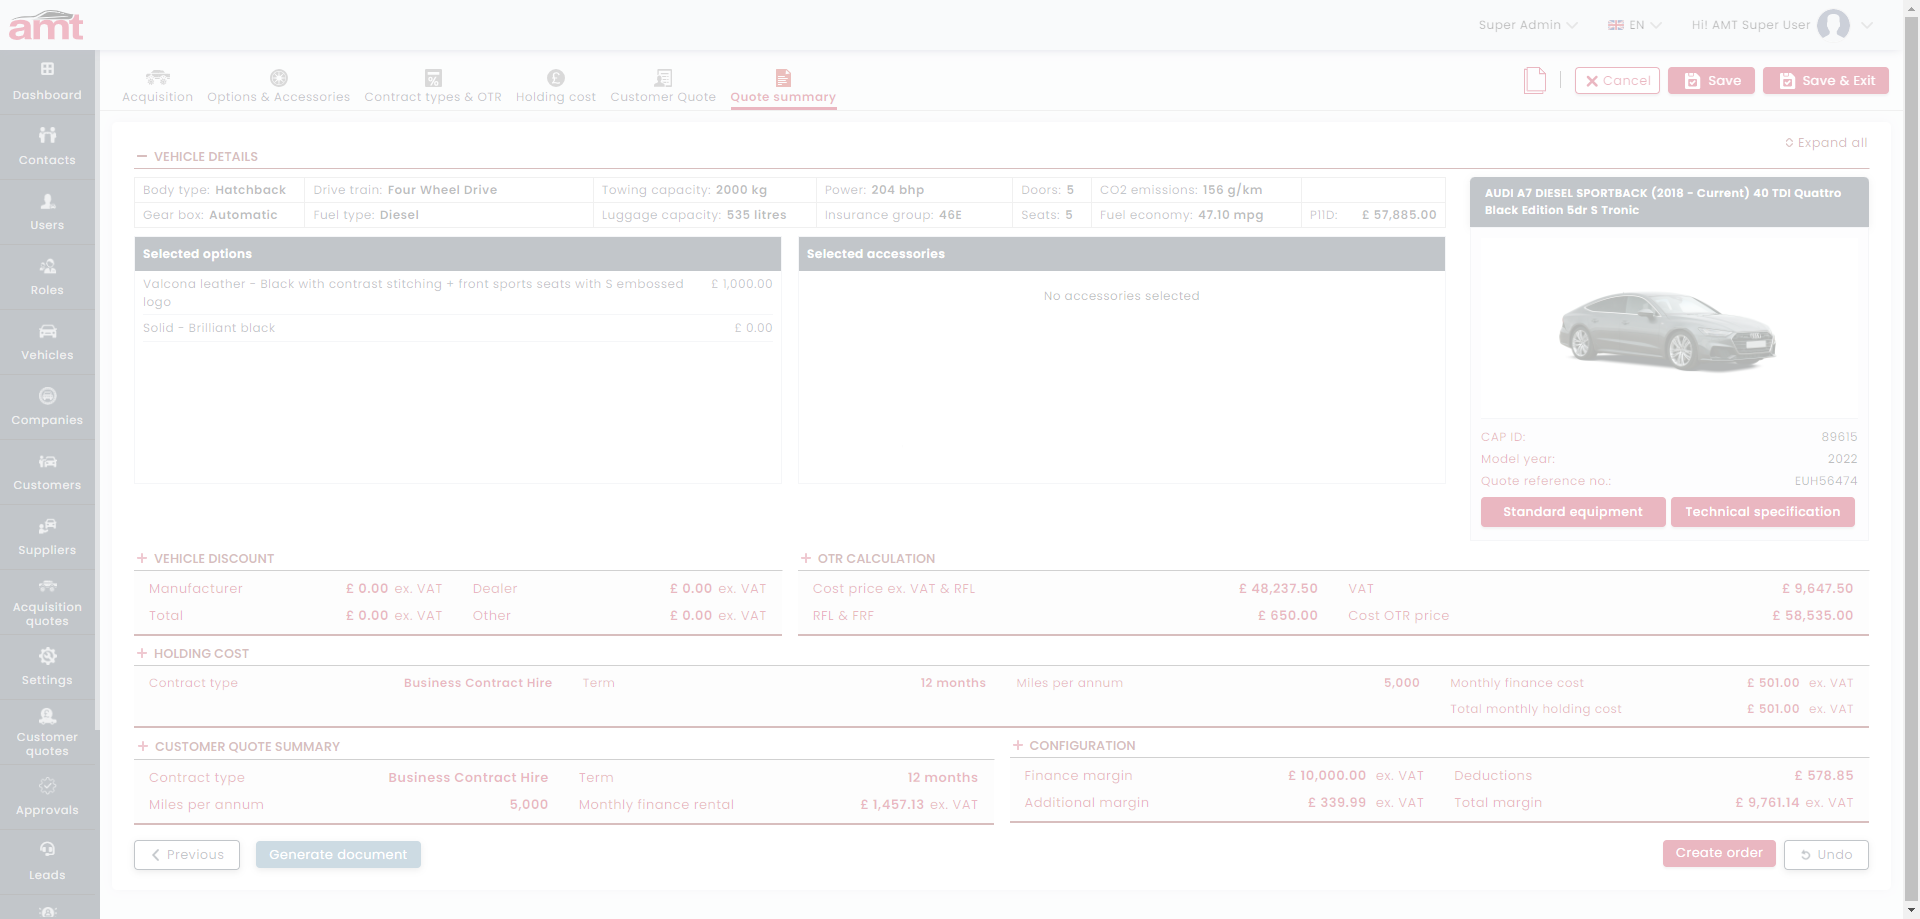 amt
Super Admin
EN
Hi! AMT Super User
Dashboard
Contacts
Users
Roles
Vehicles
Companies
Customers
Suppliers
Acquisition
quotes
Settings
Customer
quotes
Approvals
Leads
Acquisition
Options & Accessories
Contract types & OTR
Holding cost
Customer Quote
Quote summary
Cancel
Save
Save & Exit
Expand all
VEHICLE DETAILS
Body type: Hatchback Drive train: Four Wheel Drive Towing capacity: 2000 kg Power: 204 bhp Doors: 5 CO2 emissions: 156 g/km
Gear box: Automatic Fuel type: Diesel Luggage capacity: 535 litres Insurance group: 46E Seats: 5 Fuel economy: 47.10 mpg P11D: £ 57,885.00
Selected options
Valcona leather - Black with contrast stitching + front sports seats with S embossed £ 1,000.00
logo
Solid - Brilliant black £ 0.00
Selected accessories
No accessories selected
AUDI A7 DIESEL SPORTBACK (2018 - Current) 40 TDI Quattro
Black Edition 5dr S Tronic
CAP ID: 89615
Model year: 2022
Quote reference no.: EUH56474
Standard equipment
Technical specification
+ VEHICLE DISCOUNT
Manufacturer £ 0.00 ex. VAT Dealer £ 0.00 ex. VAT
Total £ 0.00 ex. VAT Other £ 0.00 ex. VAT
+ OTR CALCULATION
Cost price ex. VAT & RFL £ 48,237.50 VAT £ 9,647.50
RFL & FRF £ 650.00 Cost OTR price £ 58,535.00
+ HOLDING COST
Contract type Business Contract Hire Term 12 months Miles per annum 5,000 Monthly finance cost £ 501.00 ex. VAT
Total monthly holding cost £ 501.00 ex. VAT
+ CUSTOMER QUOTE SUMMARY
Contract type Business Contract Hire Term 12 months
Miles per annum 5,000 Monthly finance rental £ 1,457.13 ex. VAT
+ CONFIGURATION
Finance margin £ 10,000.00 ex. VAT Deductions £ 578.85
Additional margin £ 339.99 ex. VAT Total margin £ 9,761.14 ex. VAT
Previous
Generate document
Create order
Undo